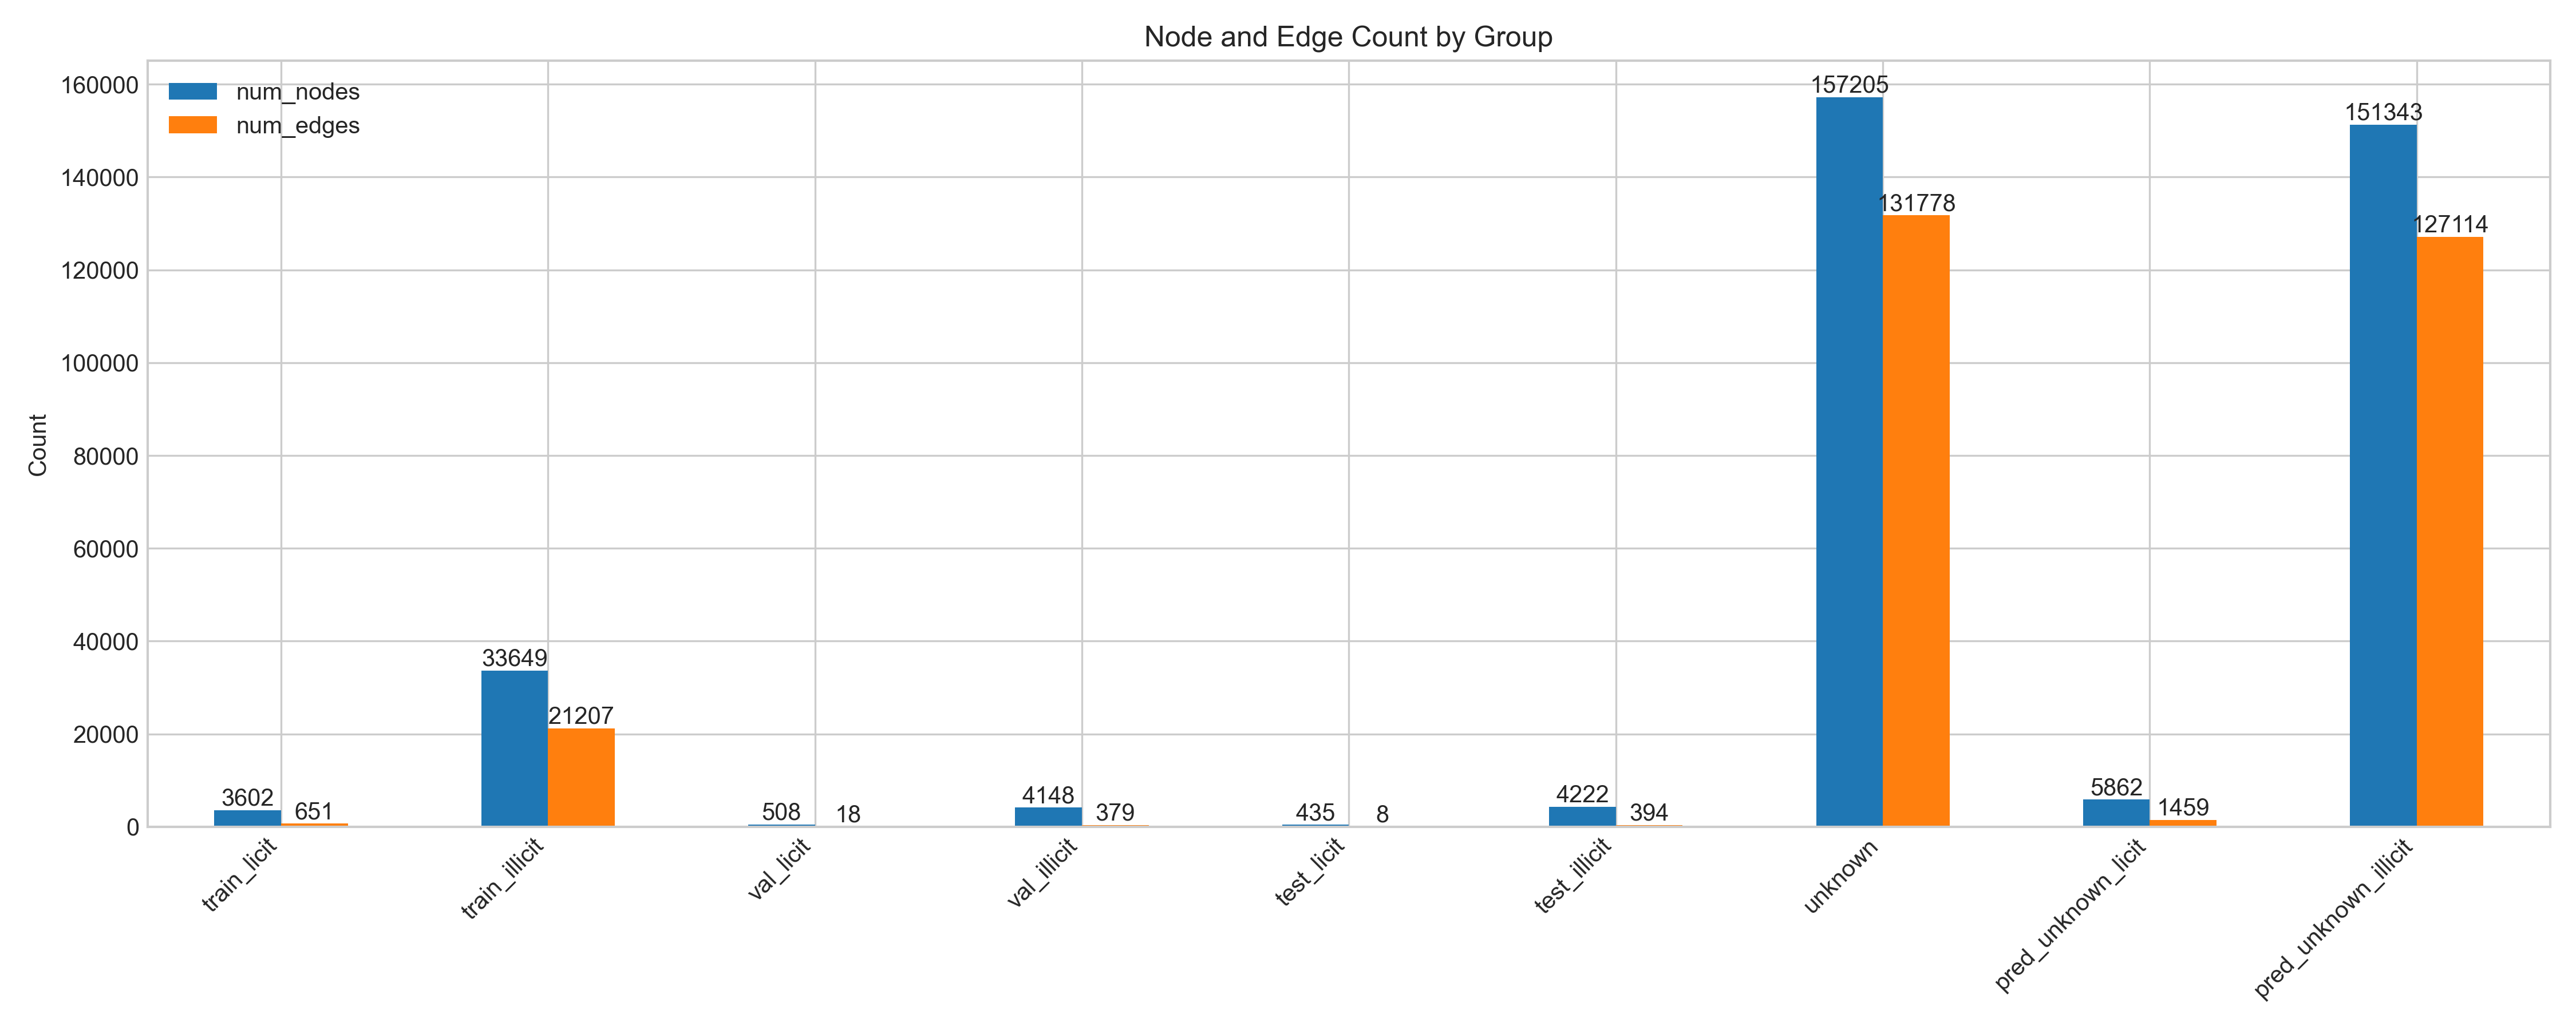 Node and Edge Count by Group
num_nodes
num_edges
Count
160000
140000
120000
100000
80000
60000
40000
20000
0
3602
651
33649
21207
508
18
4148
379
435
8
4222
394
157205
131778
5862
1459
151343
127114
train_licit
train_illicit
val_licit
val_illicit
test_licit
test_illicit
unknown
pred_unknown_licit
pred_unknown_illicit